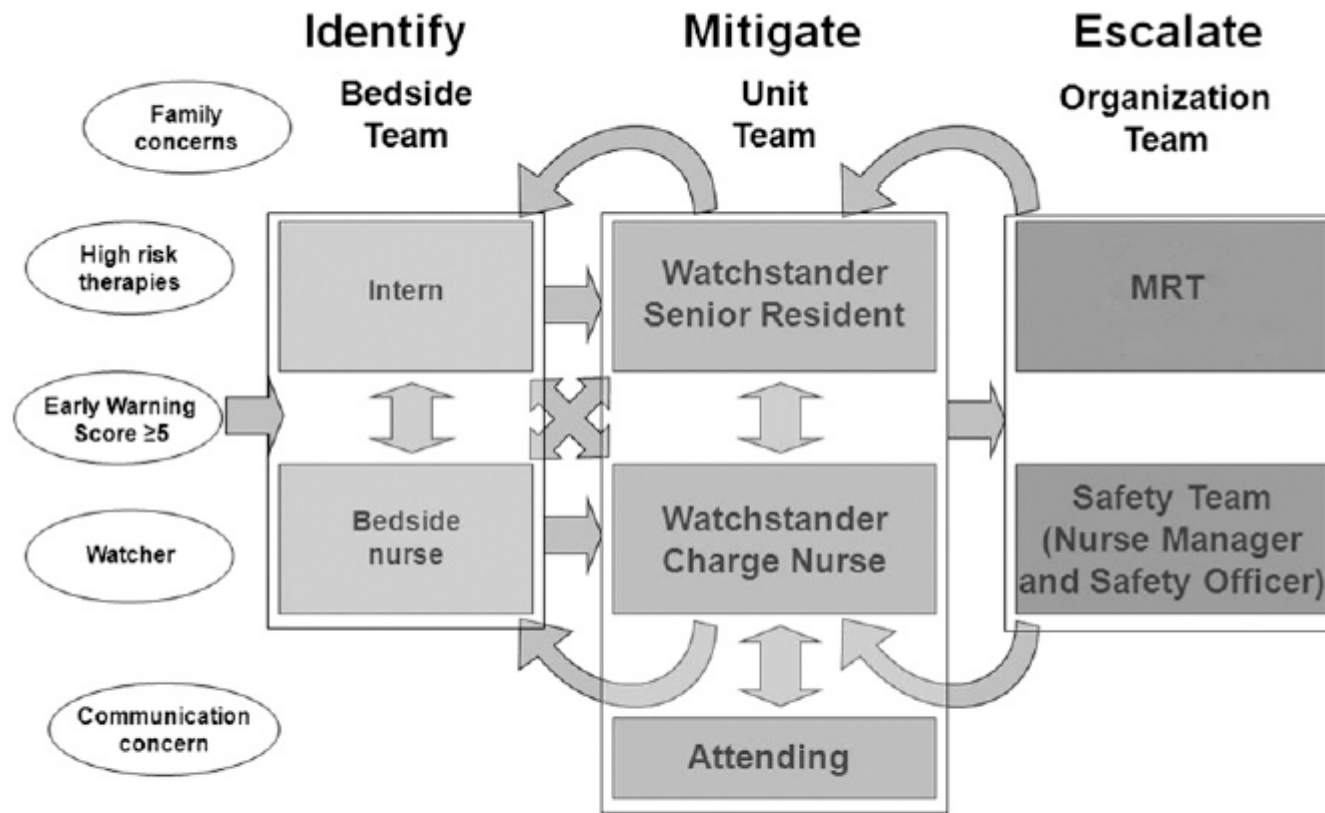 Identify
Mitigate
Escalate
Bedside
Team
Unit
Team
Organization
Team
Family
concerns
High risk
therapies
Early Warning
Score ≥5
Watcher
Communication
concern
Intern
Bedside
nurse
Watchstander
Senior Resident
Watchstander
Charge Nurse
Attending
MRT
Safety Team
(Nurse Manager
and Safety Officer)